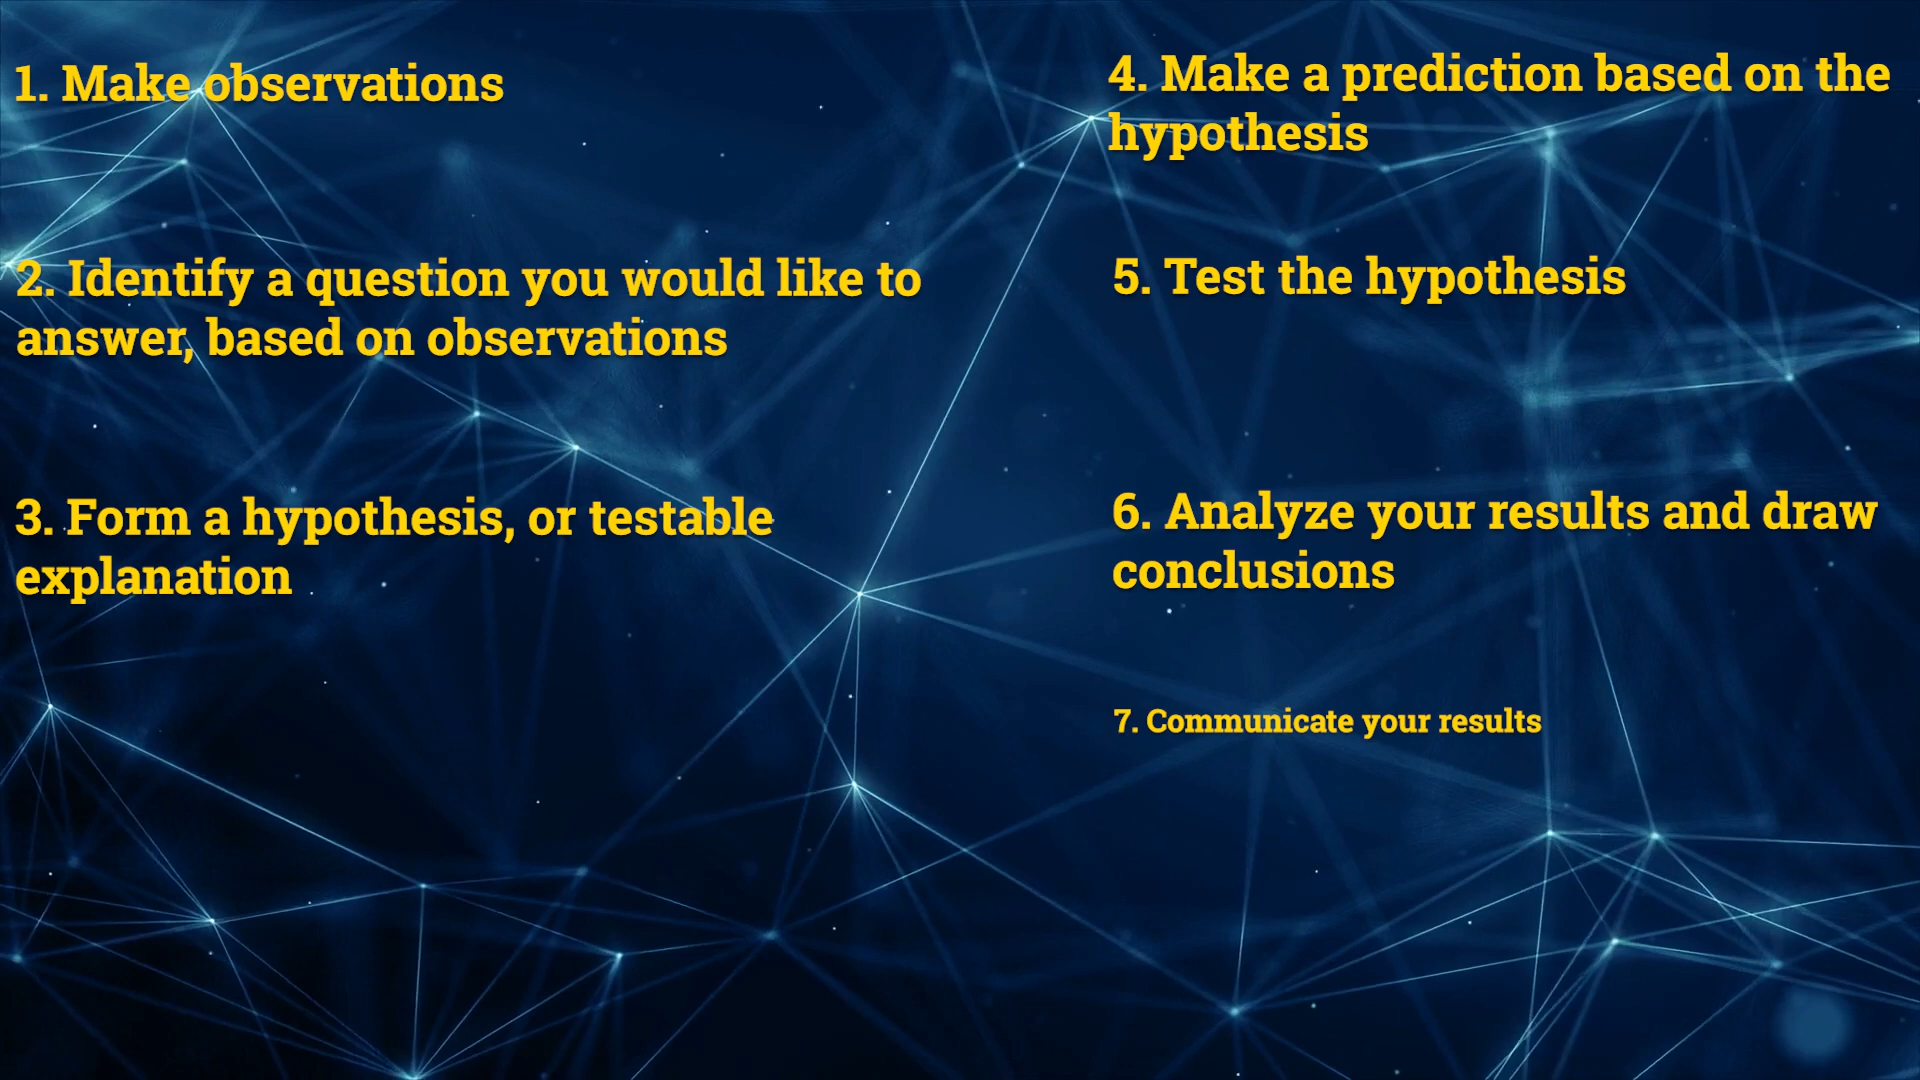 1. Make observations
2. Identify a question you would like to
answer, based on observations
3. Form a hypothesis, or testable
explanation
4. Make a prediction based on the
hypothesis
5. Test the hypothesis
6. Analyze your results and draw
conclusions
7. Communicate your results